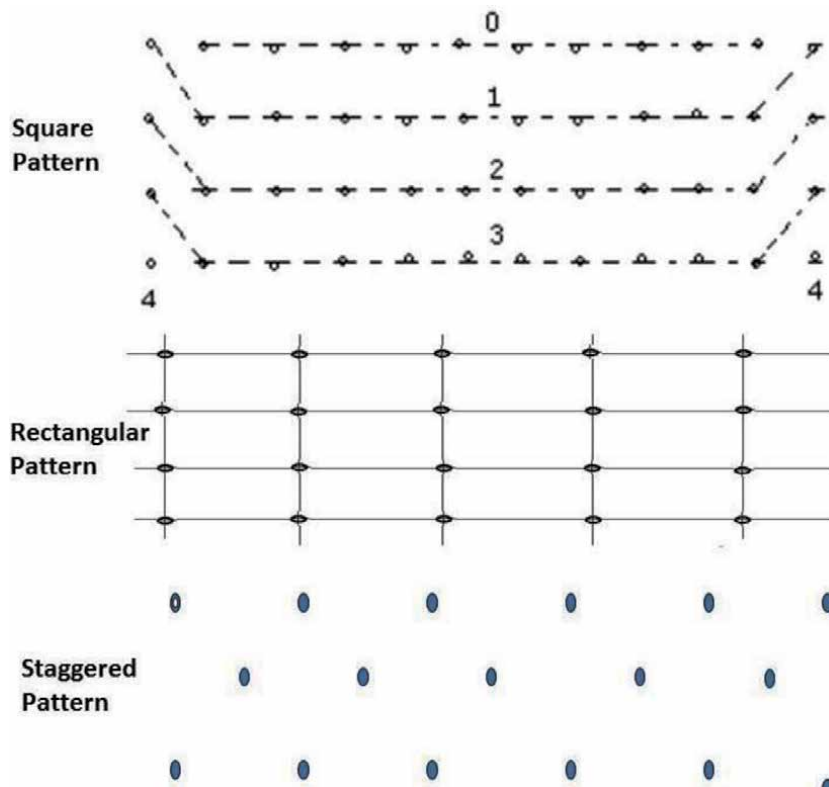 0
1
Square
Pattern
2
3
4
4
Rectangular
Pattern
Staggered
Pattern